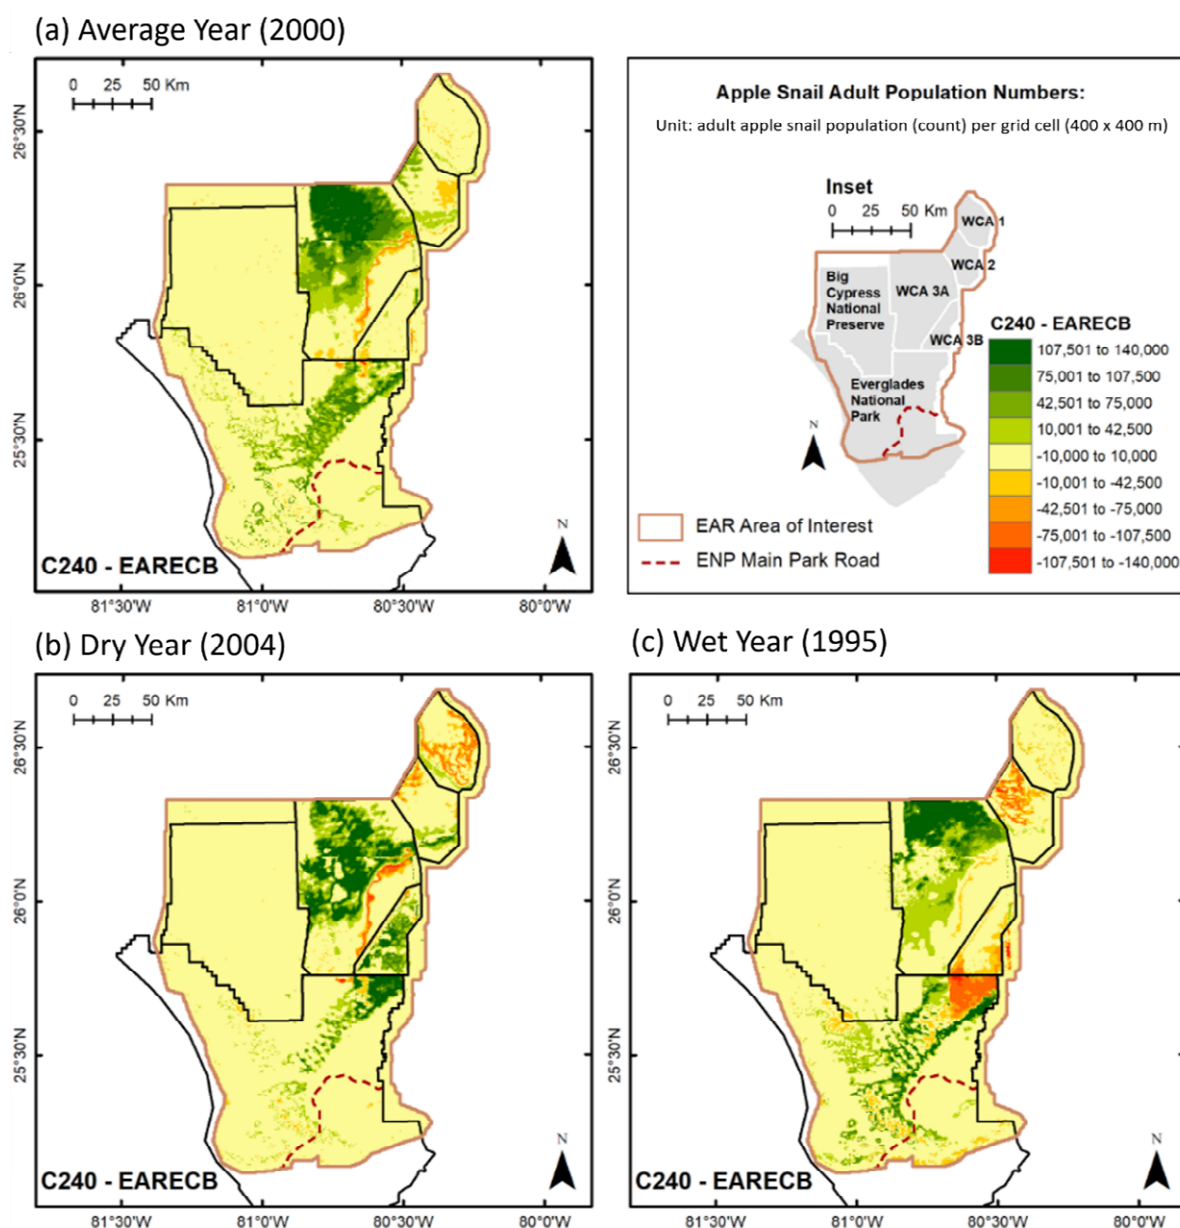 (a) Average Year (2000)
0 25 50 Km
26°30'N
26°0'N
25°30'N
N
C240 - EARECB
81°30'W 81°0'W 80°30'W 80°0'W
Apple Snail Adult Population Numbers:
Unit: adult apple snail population (count) per grid cell (400 x 400 m)
Inset
0 25 50 Km
WCA 1
WCA 2
Big
Cypress
National
Preserve
WCA 3A
WCA 3B
Everglades
National
Park
N
C240 - EARECB
107,501 to 140,000
75,001 to 107,500
42,501 to 75,000
10,001 to 42,500
-10,000 to 10,000
-10,001 to -42,500
-42,501 to -75,000
-75,001 to -107,500
-107,501 to -140,000
EAR Area of Interest
ENP Main Park Road
(b) Dry Year (2004)
0 25 50 Km
26°30'N
26°0'N
25°30'N
N
C240 - EARECB
81°30'W 81°0'W 80°30'W 80°0'W
(c) Wet Year (1995)
0 25 50 Km
26°30'N
26°0'N
25°30'N
N
C240 - EARECB
81°30'W 81°0'W 80°30'W 80°0'W